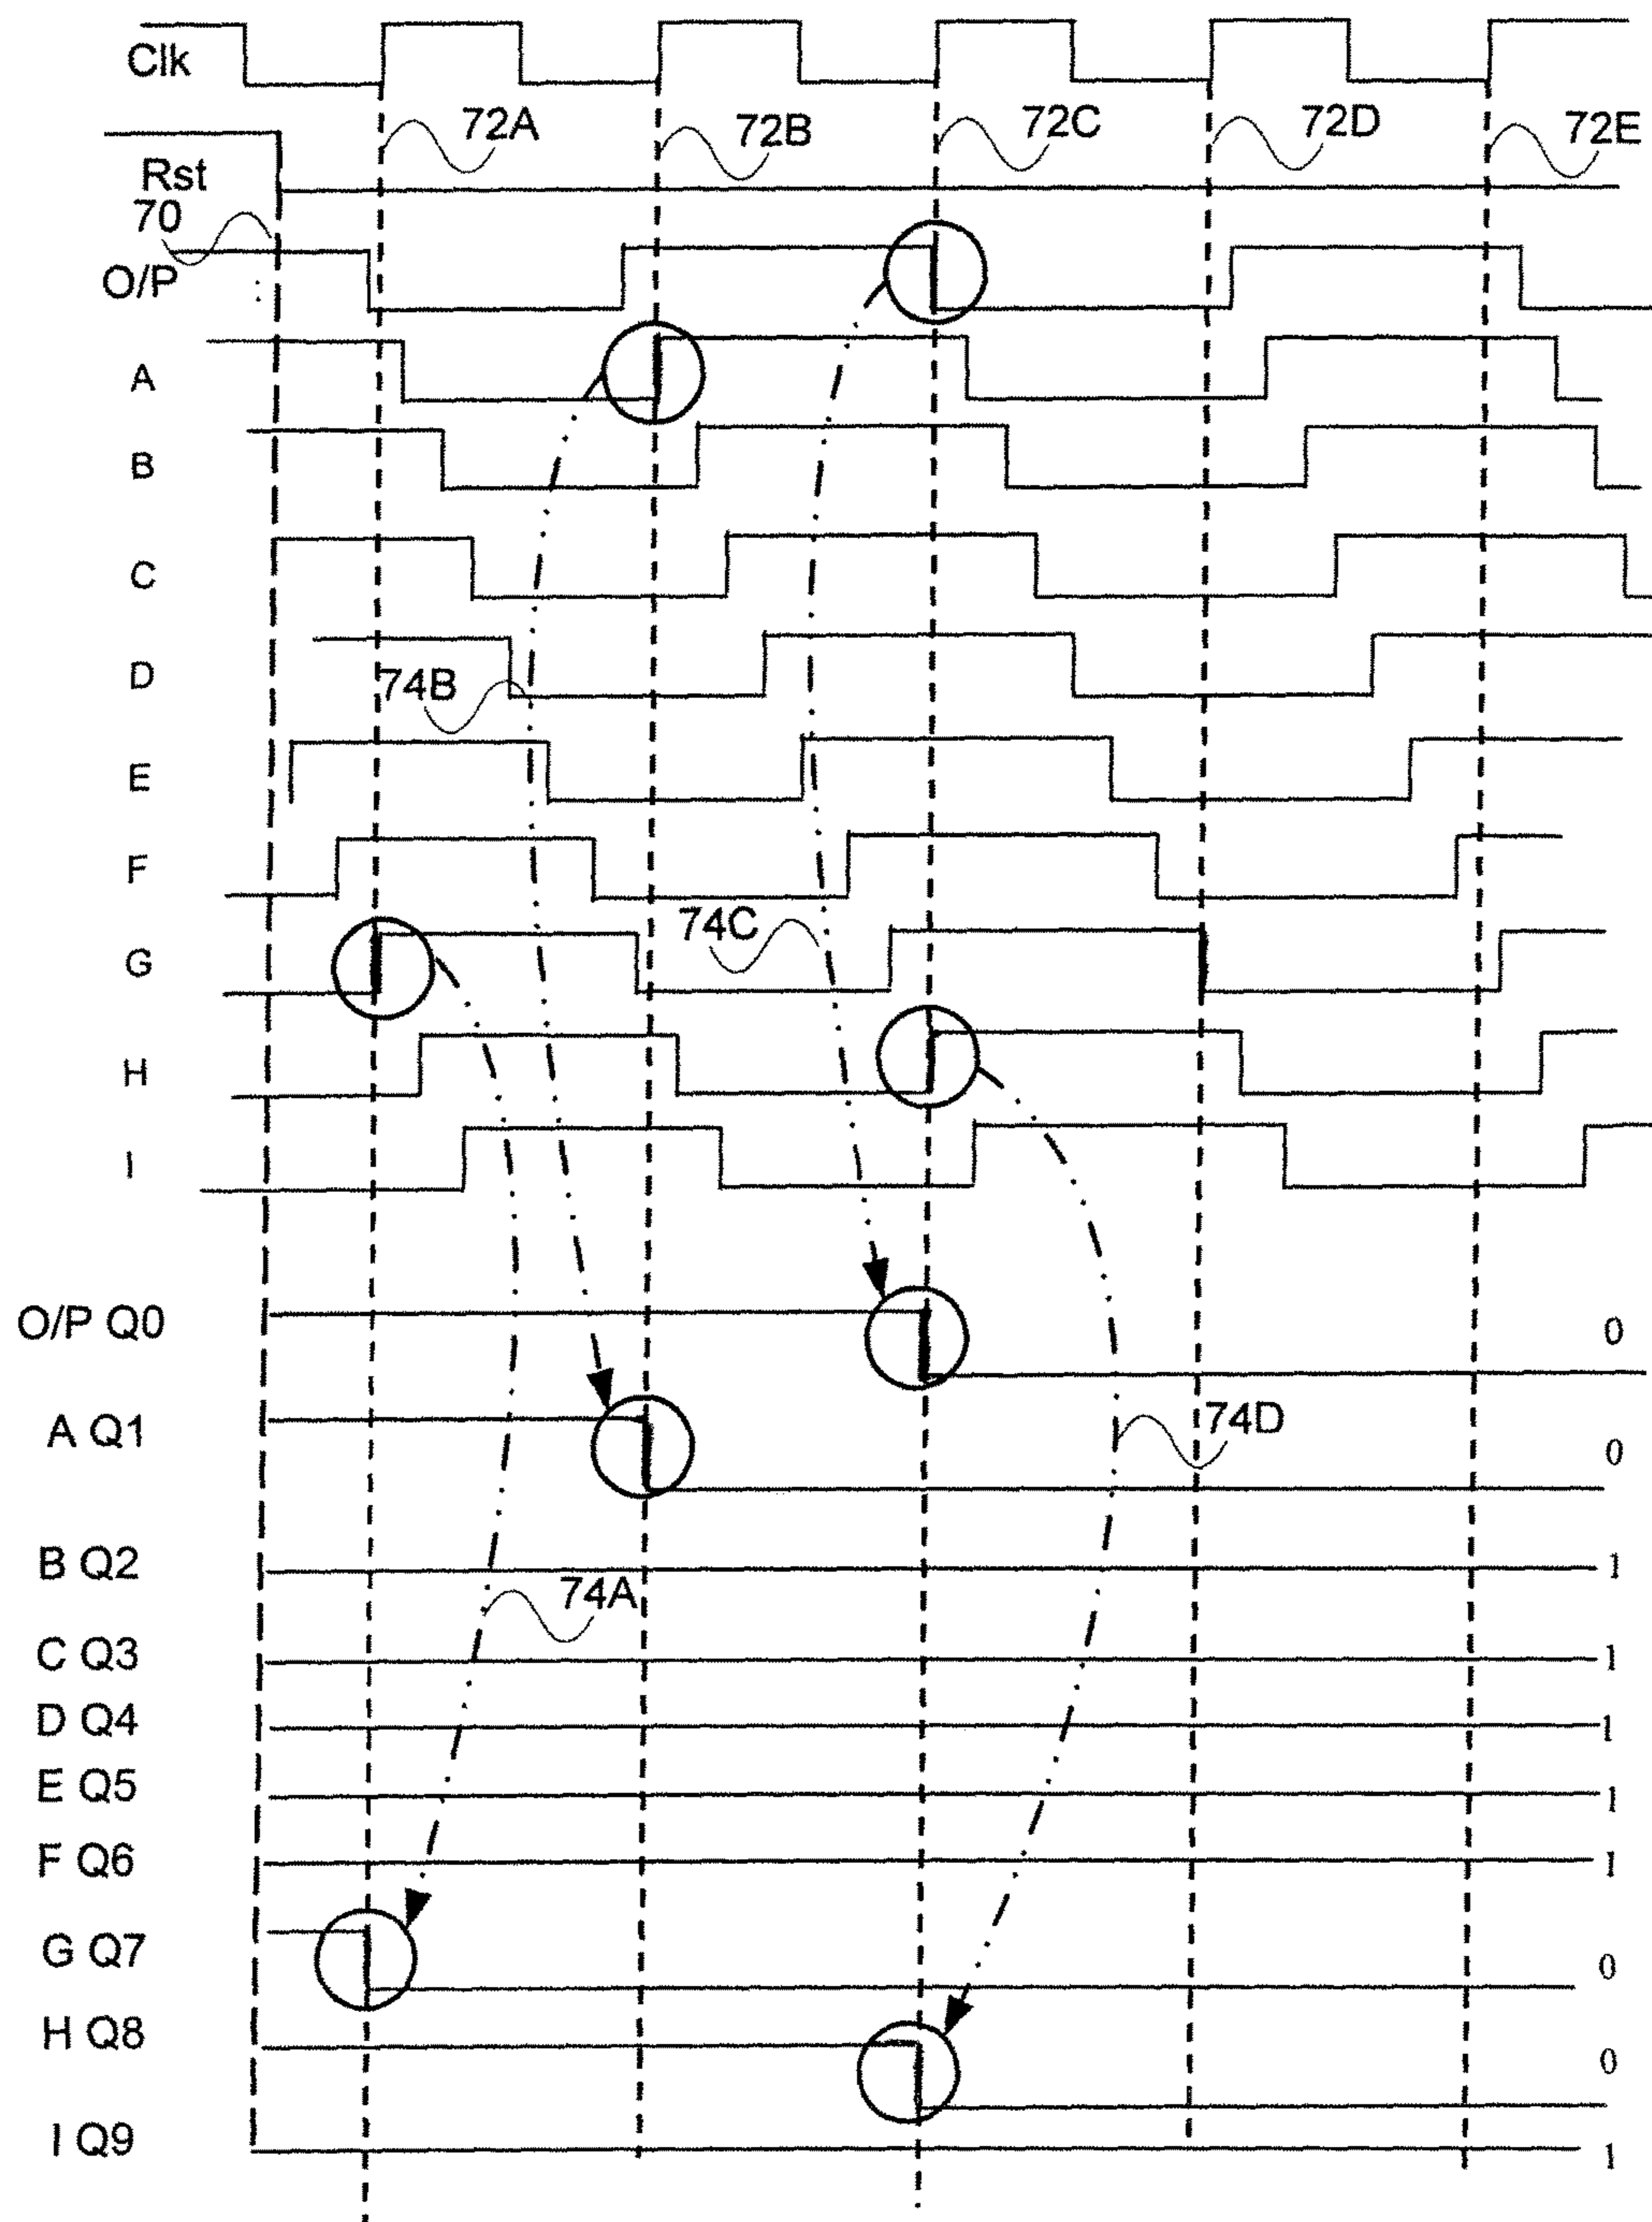 Clk
72A
72B
72C
72D
72E
Rst
70
O/P
A
B
C
D
74B
E
F
74C
G
H
I
O/P Q0
0
A Q1
74D
0
B Q2
1
74A
C Q3
1
D Q4
1
E Q5
1
F Q6
1
G Q7
0
H Q8
0
I Q9
1